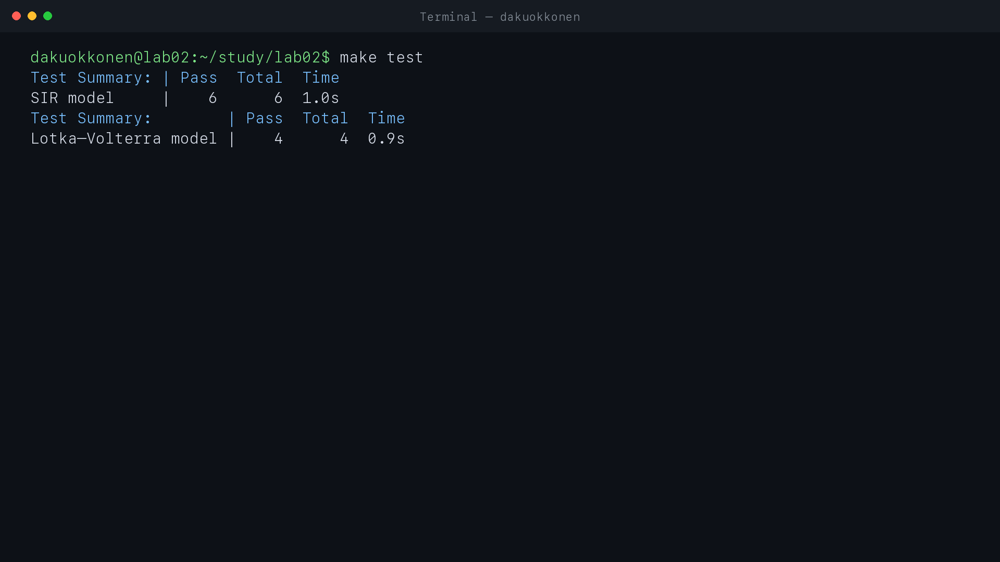 Terminal — dakuokkonen
dakuokkonen@lab02:~/study/lab02$ make test
Test Summary: | Pass  Total  Time
SIR model     |    6      6  1.0s
Test Summary:        | Pass  Total  Time
Lotka—Volterra model |    4      4  0.9s